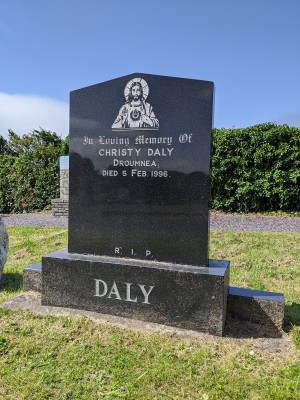 In Loving Memory Of
CHRISTY DALY
DROUMNEA,
DIED 5 FEB. 1996.
R. I. P.
DALY